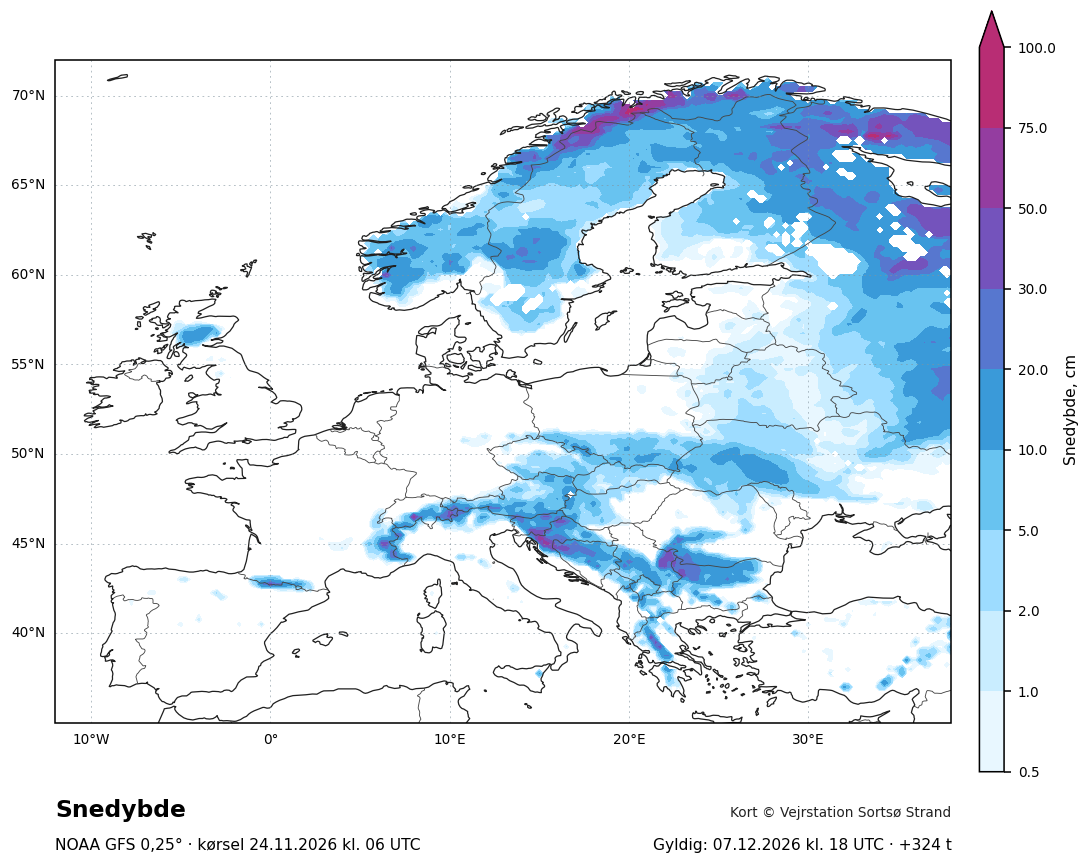 100.0
75.0
50.0
30.0
20.0
10.0
5.0
2.0
1.0
0.5
Snedybde, cm
70°N
65°N
60°N
55°N
50°N
45°N
40°N
10°W
0°
10°E
20°E
30°E
Snedybde
Kort © Vejrstation Sortsø Strand
NOAA GFS 0,25° · kørsel 24.11.2026 kl. 06 UTC
Gyldig: 07.12.2026 kl. 18 UTC · +324 t